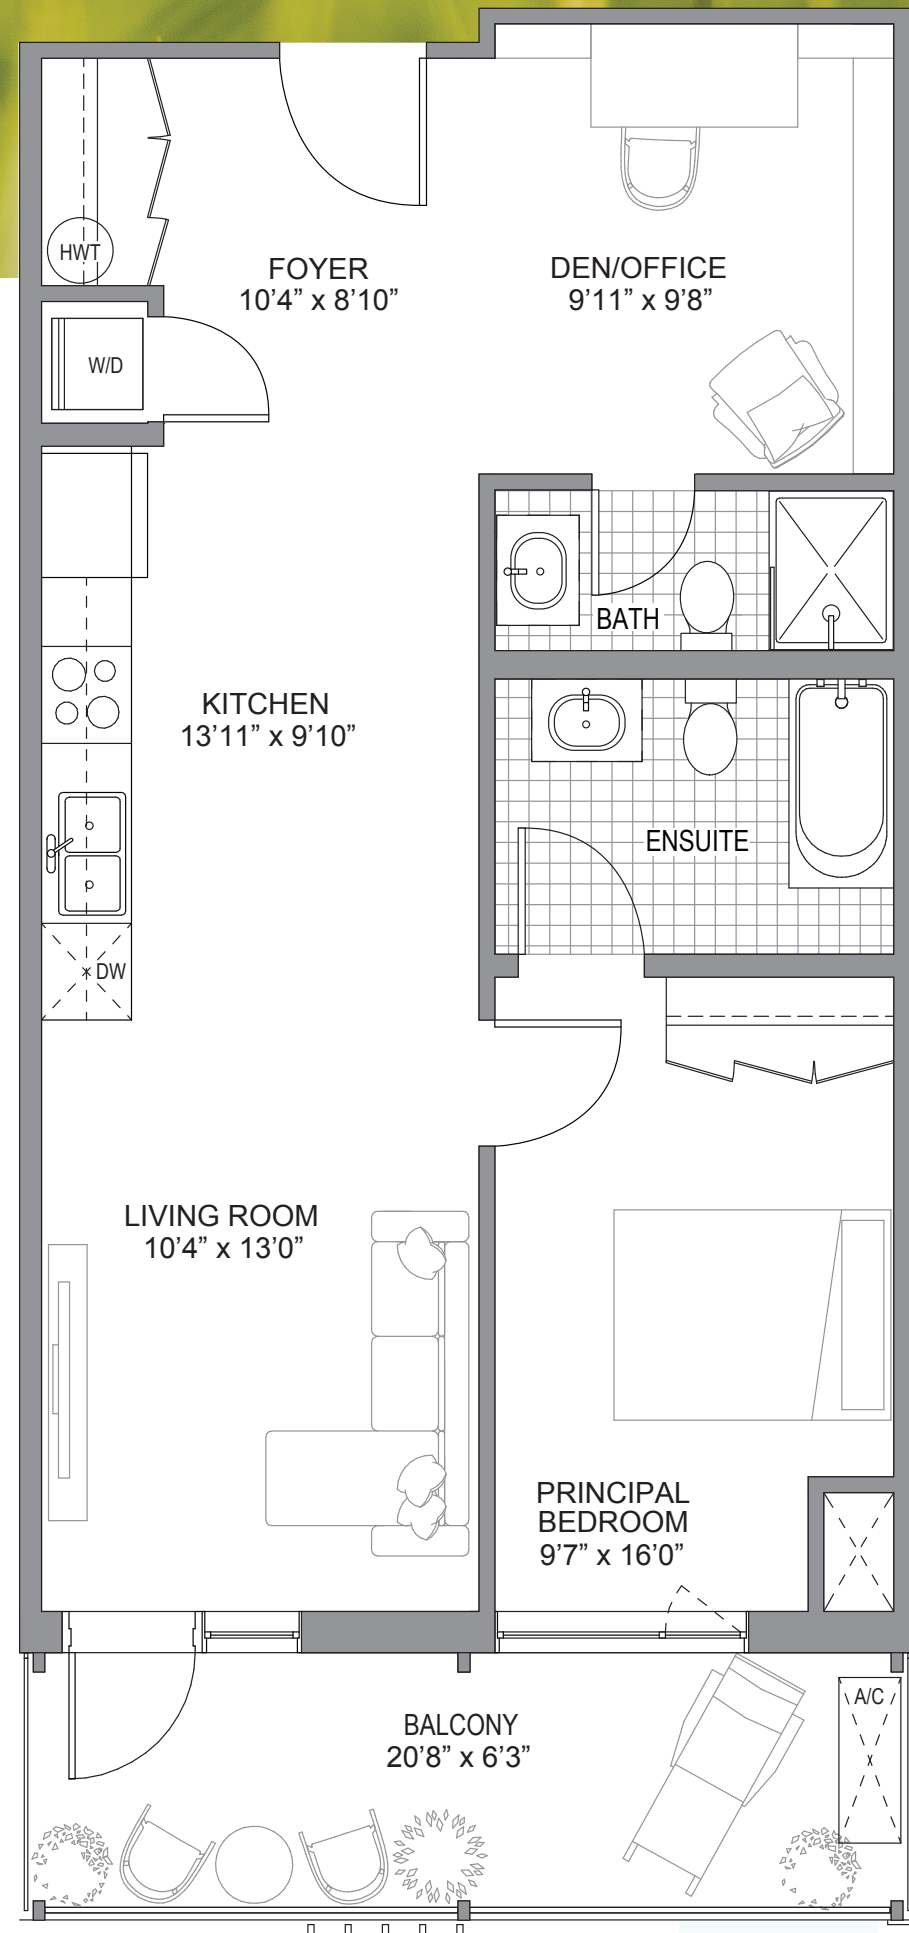 HWT
FOYER
10’4” x 8’10”
DEN/OFFICE
9’11” x 9’8”
W/D
BATH
KITCHEN
13’11” x 9’10”
ENSUITE
DW
LIVING ROOM
10’4” x 13’0”
PRINCIPAL
BEDROOM
9’7” x 16’0”
A/C
BALCONY
20’8” x 6’3”